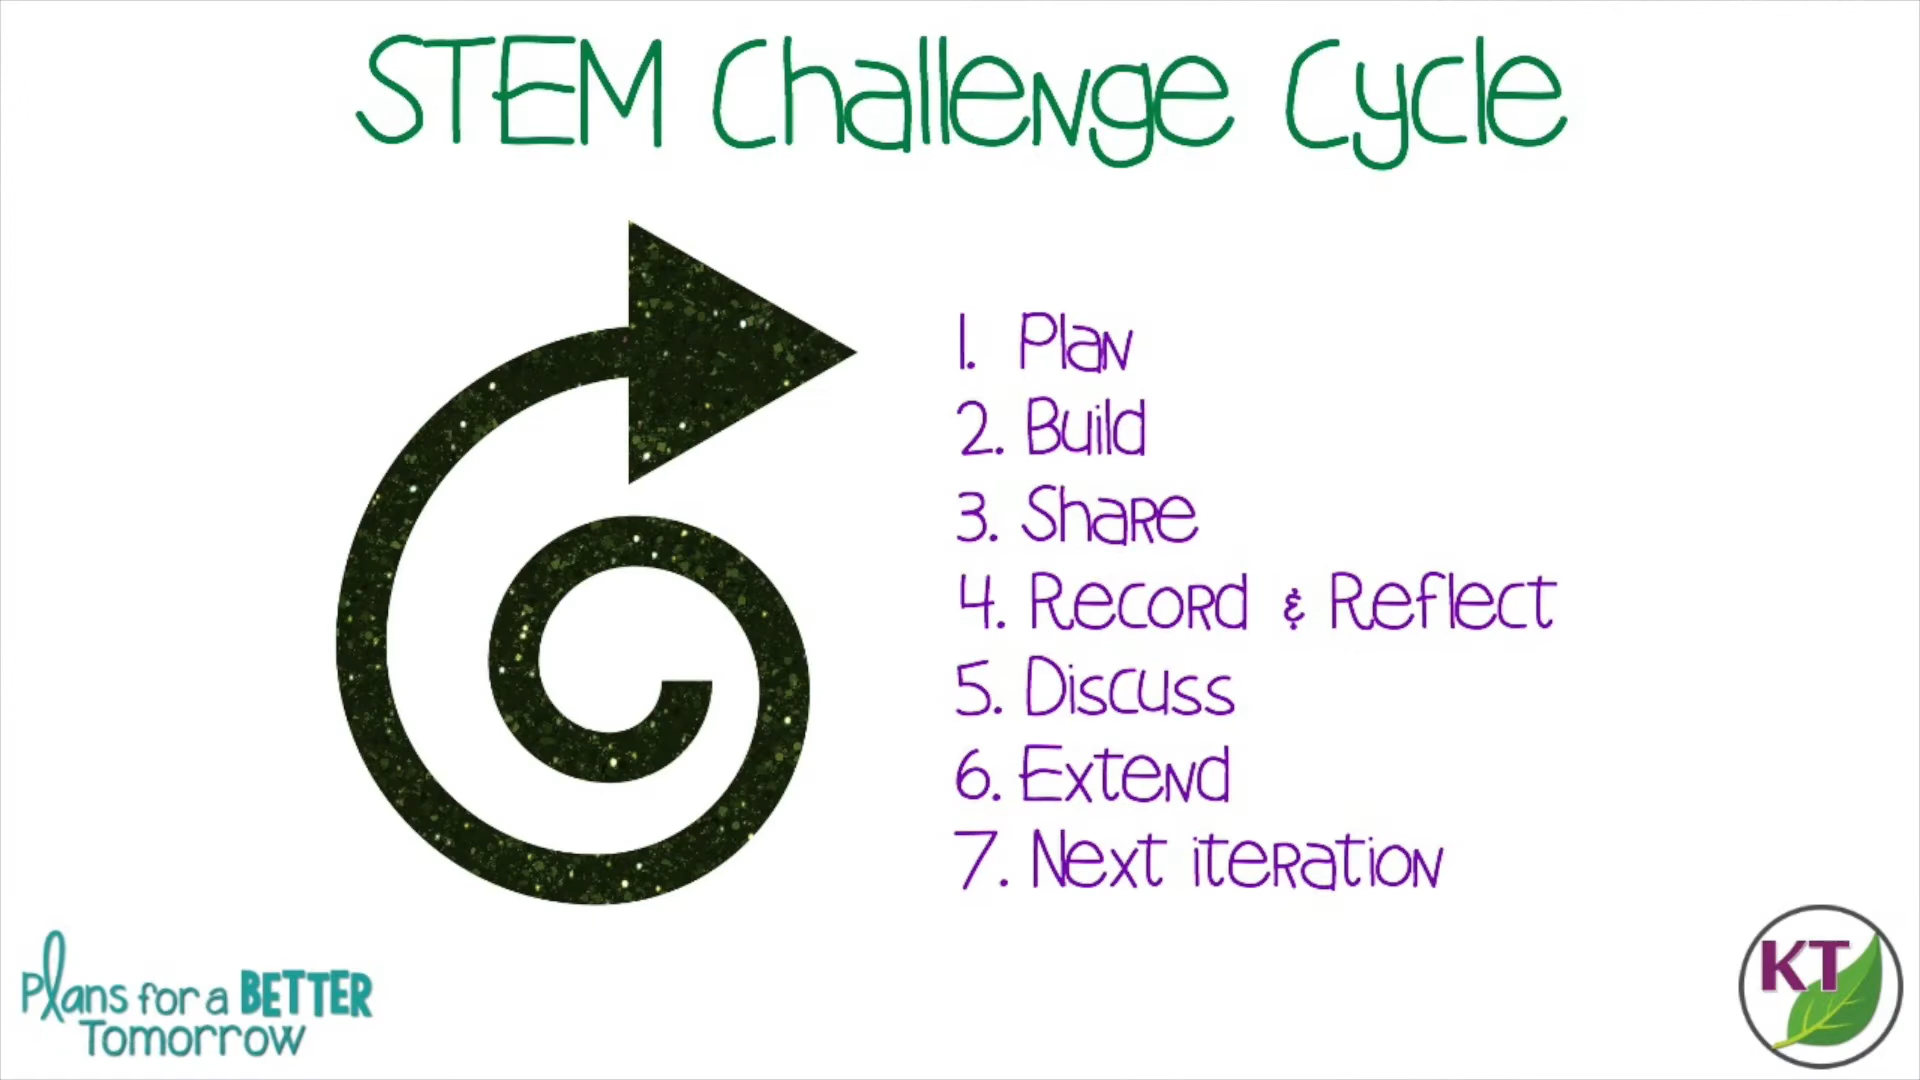 STEM Challenge Cycle
1. Plan
2. Build
3. Share
4. Record & Reflect
5. Discuss
6. Extend
7. Next iteration
Plans for a BETTER
Tomorrow
KT